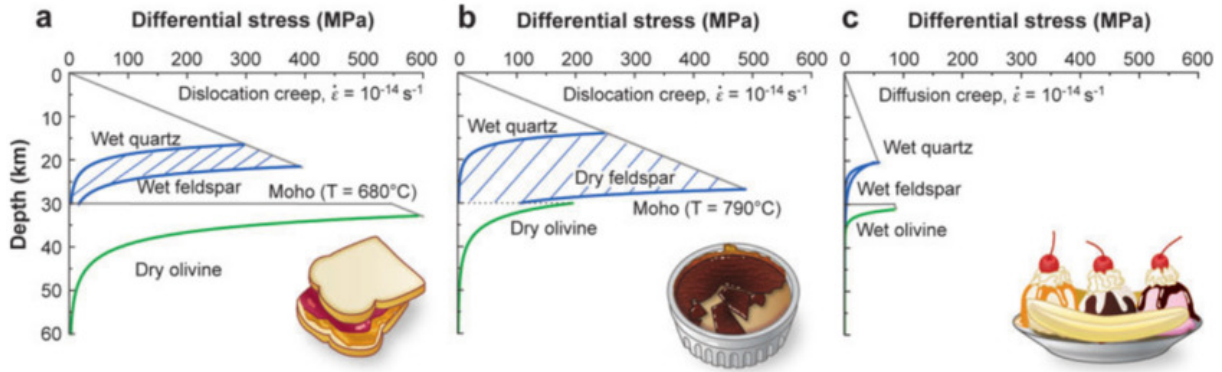 a Differential stress (MPa)
0 100 200 300 400 500 600
Depth (km)
0
10
20
30
40
50
60
Dislocation creep, ε̇ = 10⁻¹⁴ s⁻¹
Wet quartz
Wet feldspar
Moho (T = 680°C)
Dry olivine
b Differential stress (MPa)
0 100 200 300 400 500 600
Dislocation creep, ε̇ = 10⁻¹⁴ s⁻¹
Wet quartz
Dry feldspar
Moho (T = 790°C)
Dry olivine
c Differential stress (MPa)
0 100 200 300 400 500 600
Diffusion creep, ε̇ = 10⁻¹⁴ s⁻¹
Wet quartz
Wet feldspar
Wet olivine